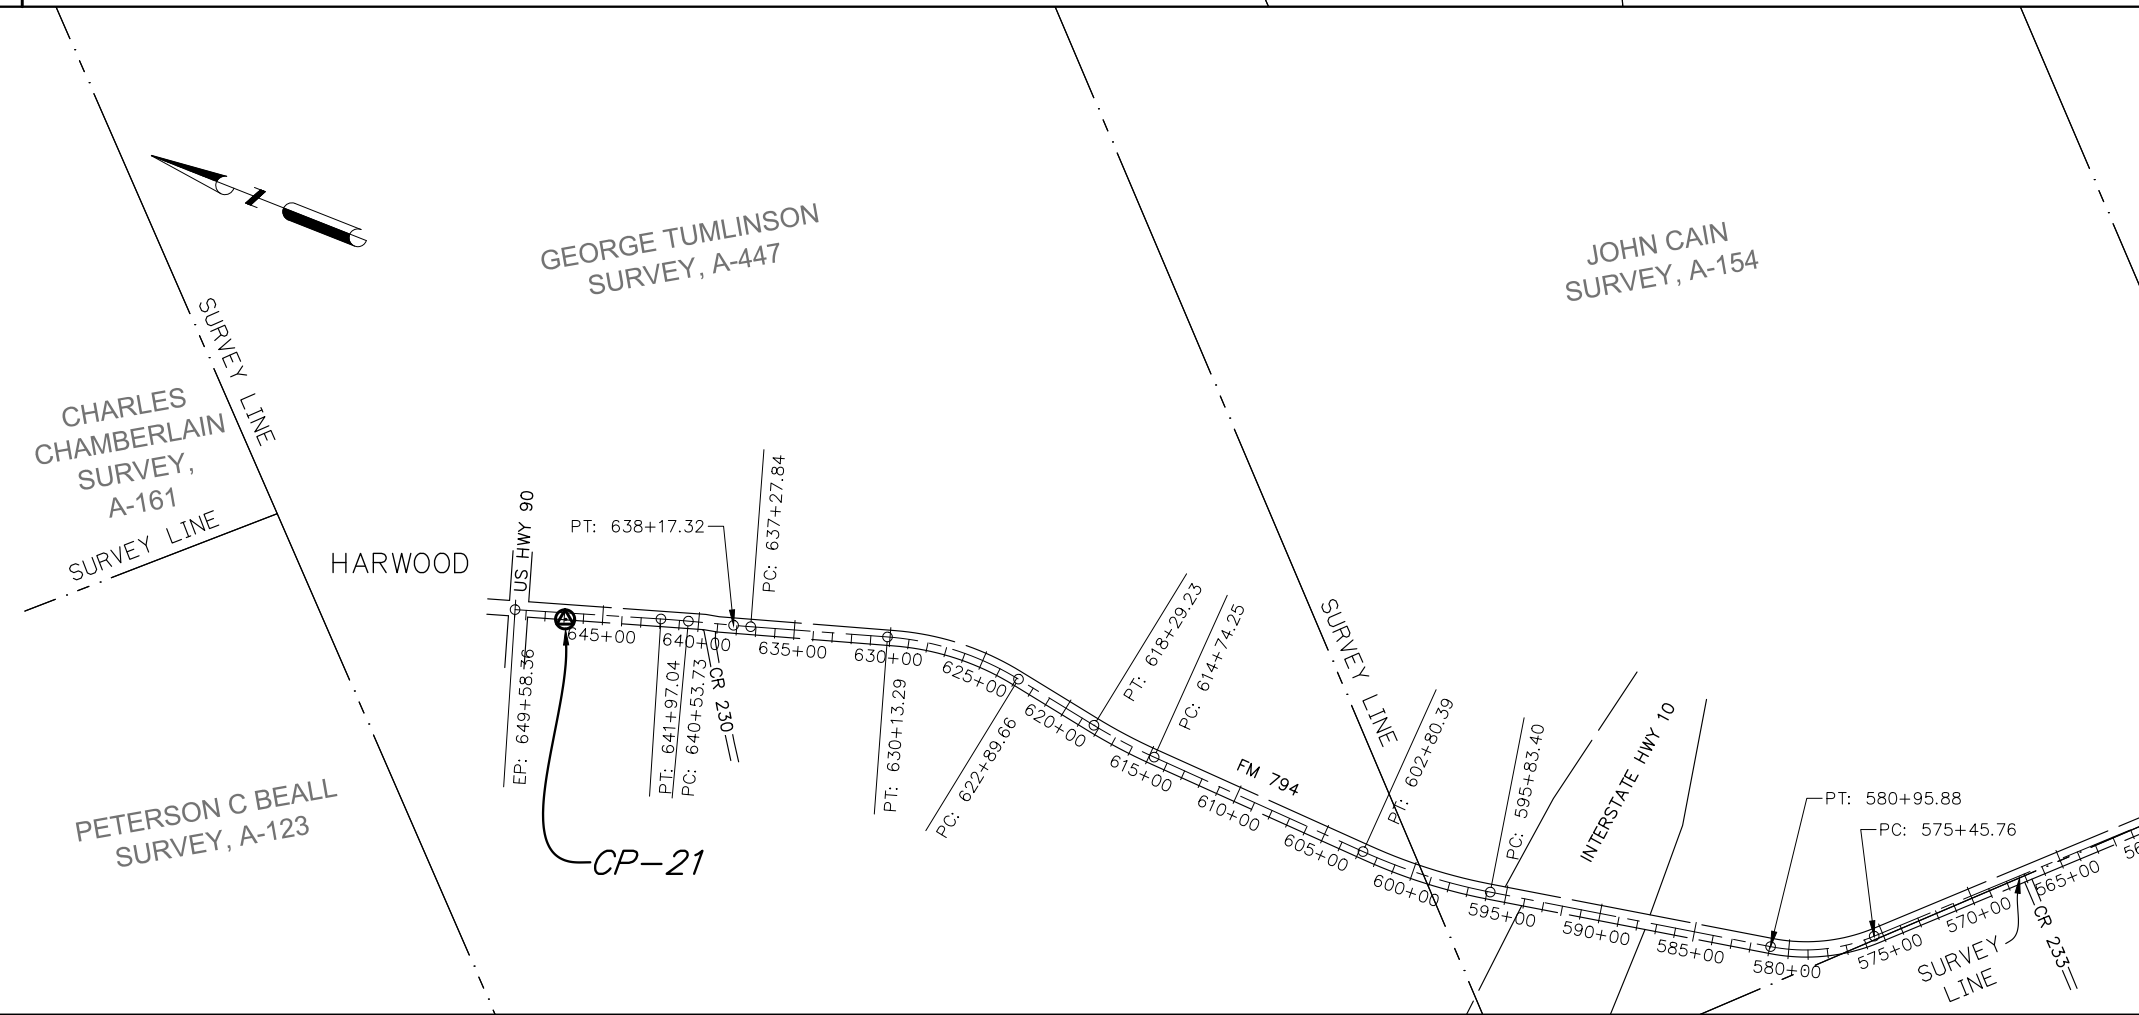 GEORGE TUMLINSON
SURVEY, A-447
JOHN CAIN
SURVEY, A-154
SURVEY LINE
CHARLES
CHAMBERLAIN
SURVEY,
A-161
SURVEY LINE
HARWOOD
US HWY 90
PT: 638+17.32
PC: 637+27.84
PT: 618+29.23
PC: 614+74.25
SURVEY LINE
645+00
640+00
635+00
630+00
625+00
620+00
615+00
610+00
605+00
600+00
595+00
590+00
585+00
580+00
575+00
570+00
565+00
EP: 649+58.36
PT: 641+97.04
PC: 640+53.73
CR 230
PT: 630+13.29
PC: 622+89.66
FM 794
PT: 602+80.39
PC: 595+83.40
INTERSTATE HWY 10
PT: 580+95.88
PC: 575+45.76
PETERSON C BEALL
SURVEY, A-123
CP-21
SURVEY
LINE
CR 233